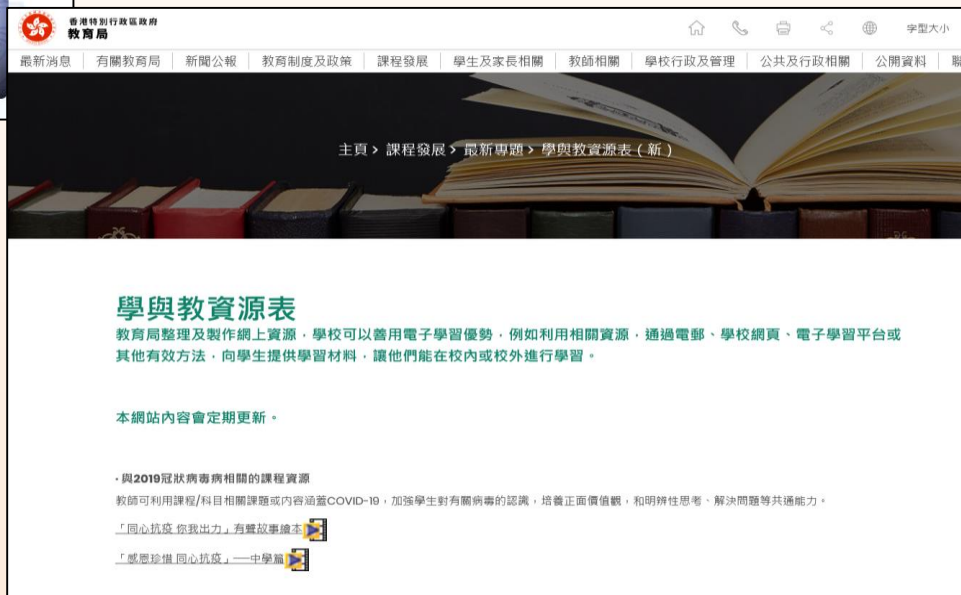 香港特別行政區政府
教育局
字型大小
最新消息 有關教育局 新聞公報 教育制度及政策 課程發展 學生及家長相關 教師相關 學校行政及管理 公共及行政相關 公開資料 聯
主頁 > 課程發展 > 最新專題 > 學與教資源表 ( 新 )
學與教資源表
教育局整理及製作網上資源，學校可以善用電子學習優勢，例如利用相關資源，通過電郵、學校網頁、電子學習平台或
其他有效方法，向學生提供學習材料，讓他們能在校內或校外進行學習。
本網站內容會定期更新。
· 與2019冠狀病毒病相關的課程資源
教師可利用課程/科目相關課題或內容涵蓋COVID-19，加強學生對有關病毒的認識，培養正面價值觀，和明辨性思考、解決問題等共通能力。
「同心抗疫 你我出力」有聲故事繪本
「感恩珍惜 同心抗疫」──中學篇